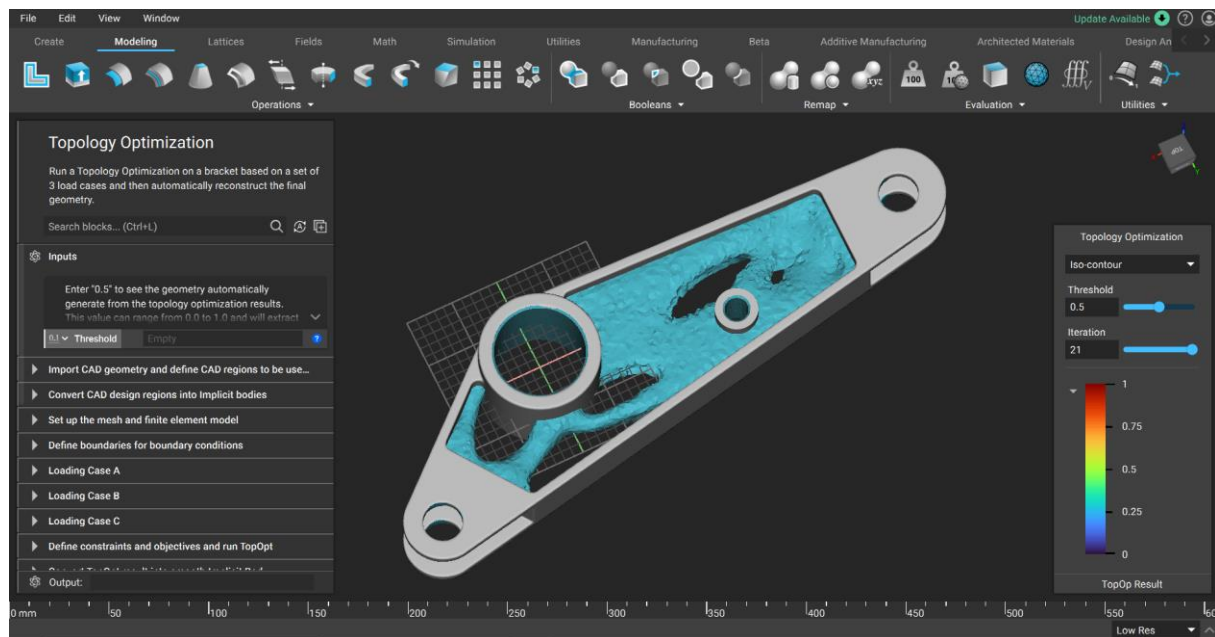 File Edit View Window Update Available
Create Modeling Lattices Fields Math Simulation Utilities Manufacturing Beta Additive Manufacturing Architected Materials Design An
xyz 100
Operations Booleans Remap Evaluation Utilities
Topology Optimization
Run a Topology Optimization on a bracket based on a set of
3 load cases and then automatically reconstruct the final
geometry.
Search blocks... (Ctrl+L)
Inputs
Enter "0.5" to see the geometry automatically
generate from the topology optimization results.
This value can range from 0.0 to 1.0 and will extract
0.1 Threshold Empty
Import CAD geometry and define CAD regions to be use...
Convert CAD design regions into Implicit bodies
Set up the mesh and finite element model
Define boundaries for boundary conditions
Loading Case A
Loading Case B
Loading Case C
Define constraints and objectives and run TopOpt
Output:
TOP
Topology Optimization
Iso-contour
Threshold
0.5
Iteration
21
1
0.75
0.5
0.25
0
TopOp Result
0 mm 50 100 150 200 250 300 350 400 450 500 550
Low Res